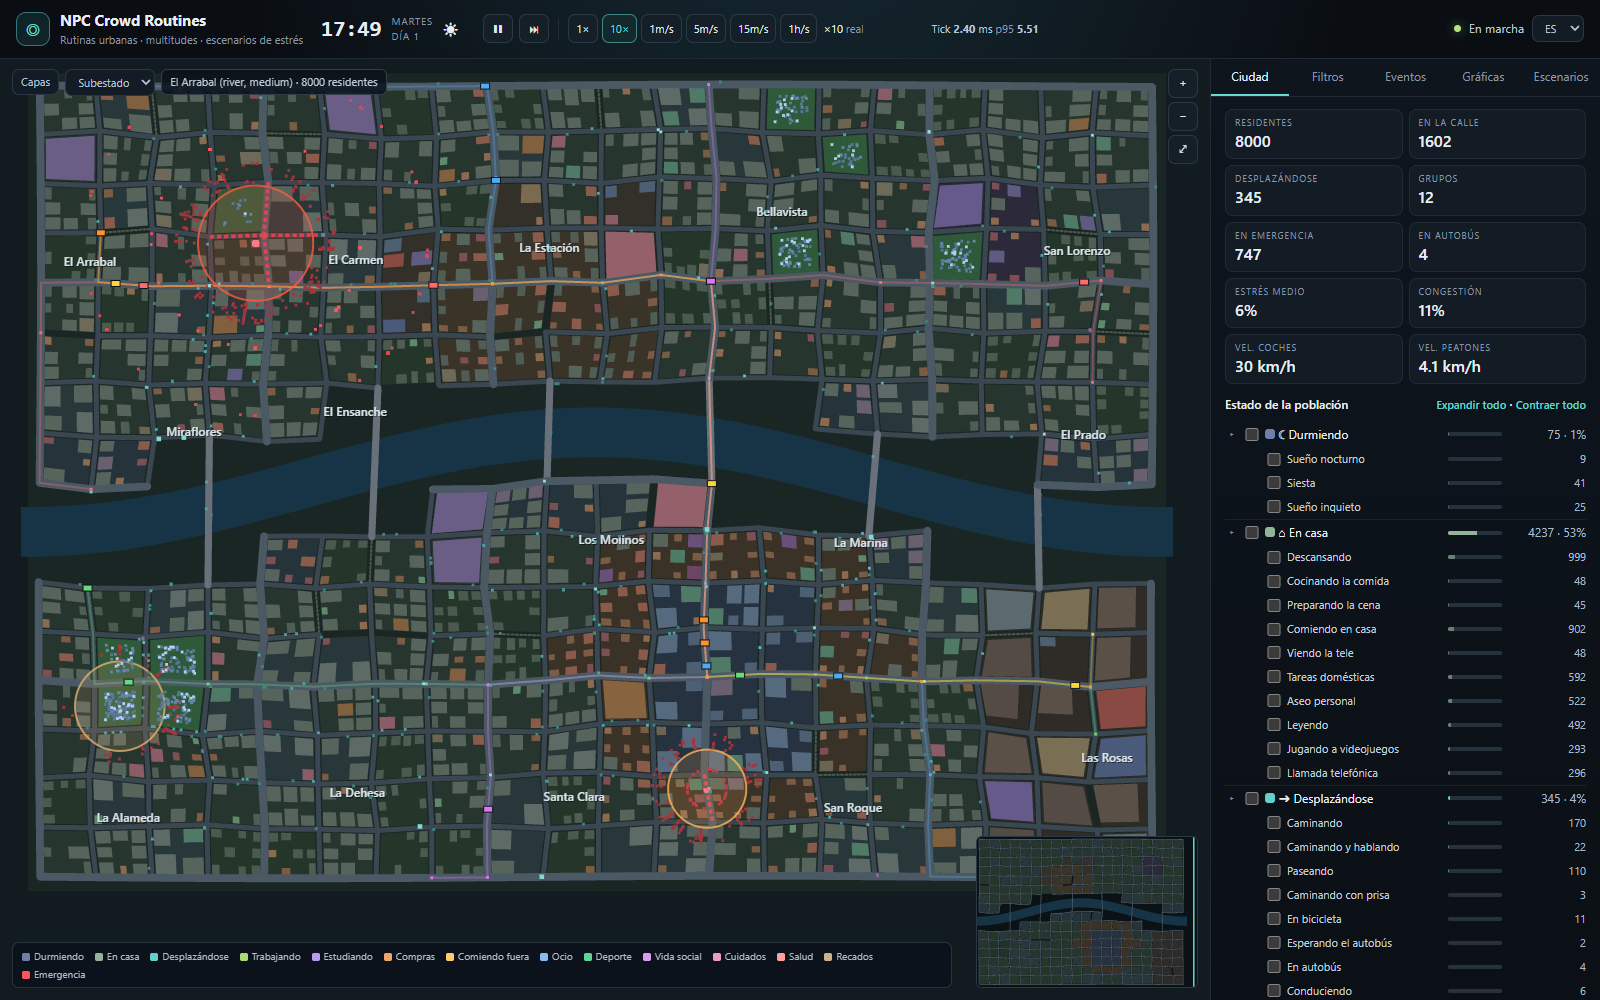 NPC Crowd Routines
Rutinas urbanas · multitudes · escenarios de estrés
17:49
MARTES
DÍA 1
1×
10×
1m/s
5m/s
15m/s
1h/s
×10 real
Tick 2.40 ms p95 5.51
En marcha
ES
Capas
Subestado
El Arrabal (river, medium) · 8000 residentes
+
−
Ciudad
Filtros
Eventos
Gráficas
Escenarios
RESIDENTES
8000
EN LA CALLE
1602
DESPLAZÁNDOSE
345
GRUPOS
12
EN EMERGENCIA
747
EN AUTOBÚS
4
ESTRÉS MEDIO
6%
CONGESTIÓN
11%
VEL. COCHES
30 km/h
VEL. PEATONES
4.1 km/h
Estado de la población
Expandir todo · Contraer todo
Durmiendo
75 · 1%
Sueño nocturno
9
Siesta
41
Sueño inquieto
25
En casa
4237 · 53%
Descansando
999
Cocinando la comida
48
Preparando la cena
45
Comiendo en casa
902
Viendo la tele
48
Tareas domésticas
592
Aseo personal
522
Leyendo
492
Jugando a videojuegos
293
Llamada telefónica
296
Desplazándose
345 · 4%
Caminando
170
Caminando y hablando
22
Paseando
110
Caminando con prisa
3
En bicicleta
11
Esperando el autobús
2
En autobús
4
Conduciendo
6
Bellavista
La Estación
San Lorenzo
El Arrabal
El Carmen
El Ensanche
Miraflores
El Prado
Los Molinos
La Marina
Las Rosas
La Dehesa
Santa Clara
San Roque
La Alameda
Durmiendo
En casa
Desplazándose
Trabajando
Estudiando
Compras
Comiendo fuera
Ocio
Deporte
Vida social
Cuidados
Salud
Recados
Emergencia